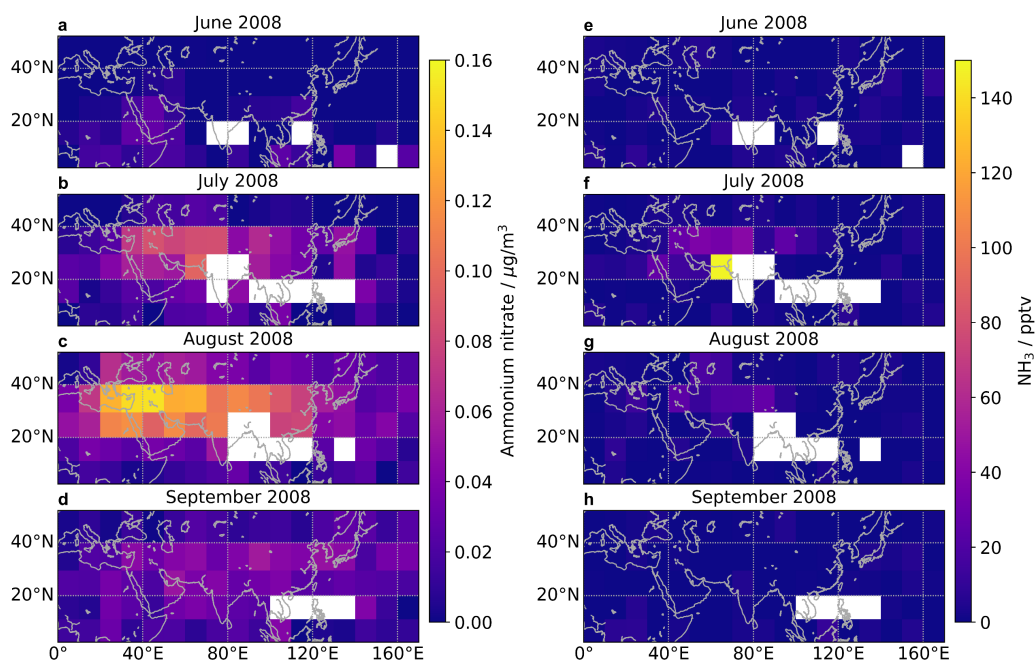 a
June 2008
40°N
20°N
b
July 2008
40°N
20°N
c
August 2008
40°N
20°N
d
September 2008
40°N
20°N
0°
40°E
80°E
120°E
160°E
0.16
0.14
0.12
0.10
0.08
0.06
0.04
0.02
0.00
Ammonium nitrate / μg/m³
e
June 2008
40°N
20°N
f
July 2008
40°N
20°N
g
August 2008
40°N
20°N
h
September 2008
40°N
20°N
0°
40°E
80°E
120°E
160°E
140
120
100
80
60
40
20
0
NH₃ / pptv